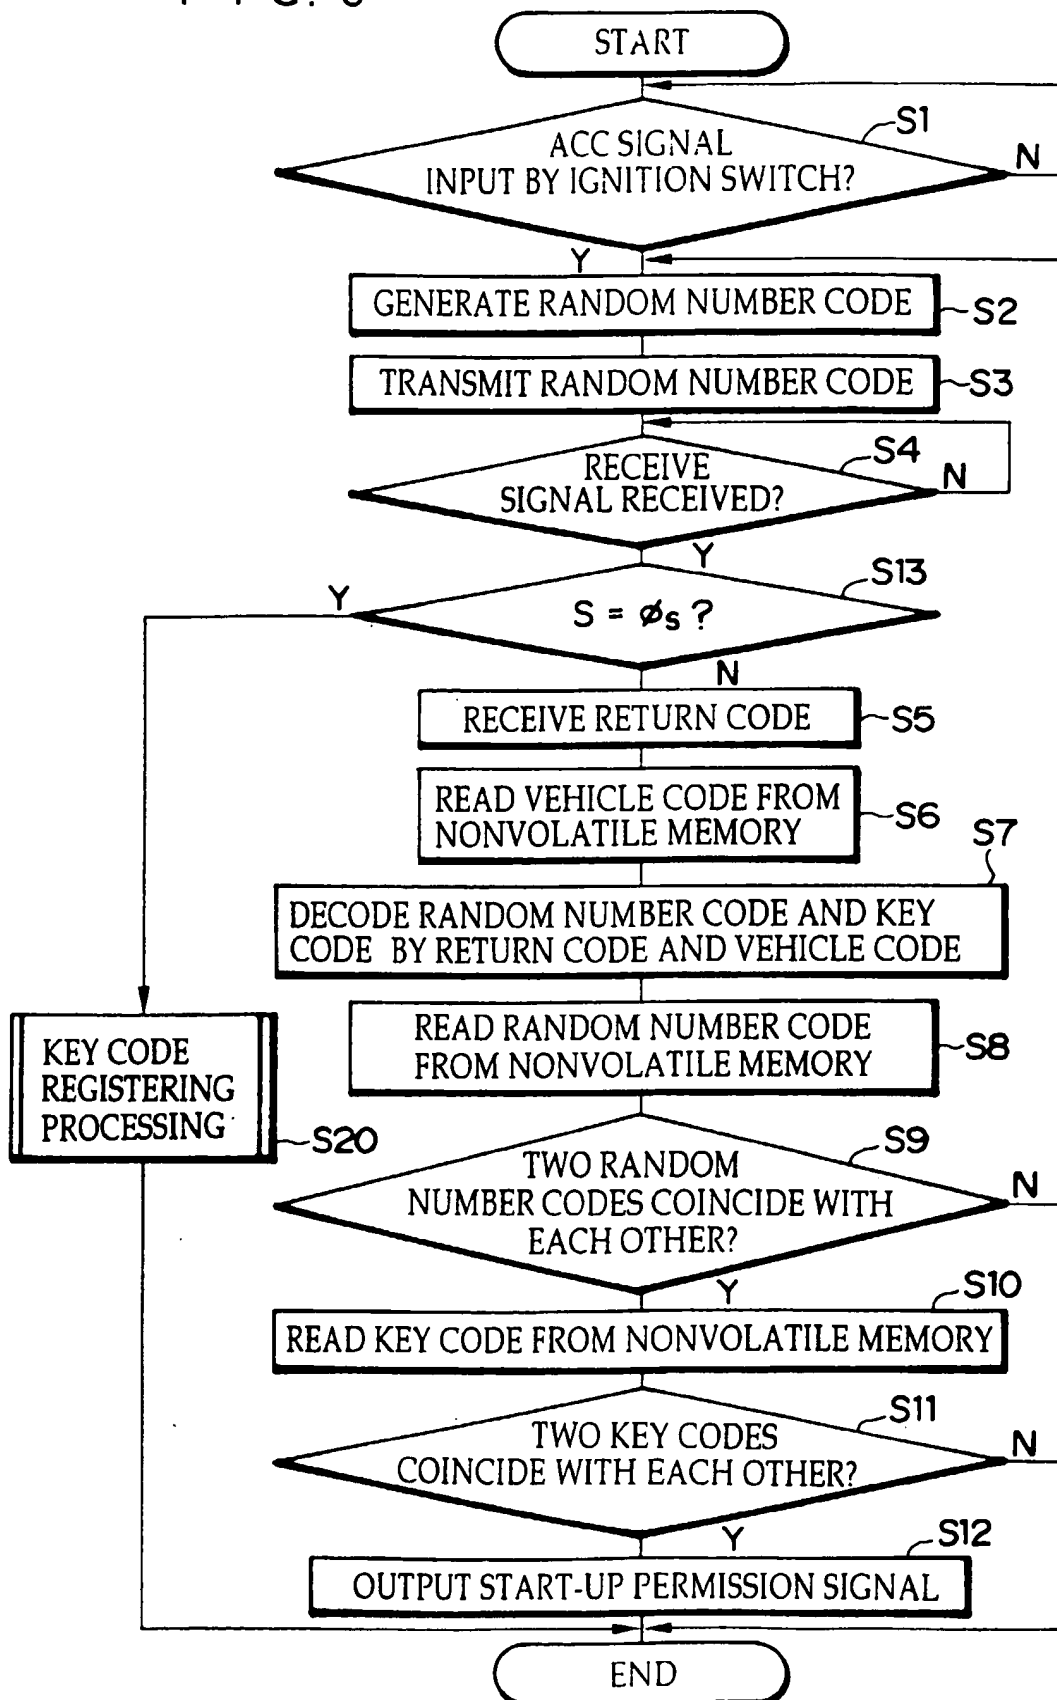 START
S1
ACC SIGNAL
INPUT BY IGNITION SWITCH?
N
Y
GENERATE RANDOM NUMBER CODE
S2
TRANSMIT RANDOM NUMBER CODE
S3
S4
RECEIVE
SIGNAL RECEIVED?
N
Y
S13
Y
S = øs ?
N
RECEIVE RETURN CODE
S5
READ VEHICLE CODE FROM
NONVOLATILE MEMORY
S6
S7
DECODE RANDOM NUMBER CODE AND KEY
CODE BY RETURN CODE AND VEHICLE CODE
READ RANDOM NUMBER CODE
FROM NONVOLATILE MEMORY
S8
KEY CODE
REGISTERING
PROCESSING
S20
S9
TWO RANDOM
NUMBER CODES COINCIDE WITH
EACH OTHER?
N
Y
S10
READ KEY CODE FROM NONVOLATILE MEMORY
S11
TWO KEY CODES
COINCIDE WITH EACH OTHER?
N
Y
S12
OUTPUT START-UP PERMISSION SIGNAL
END